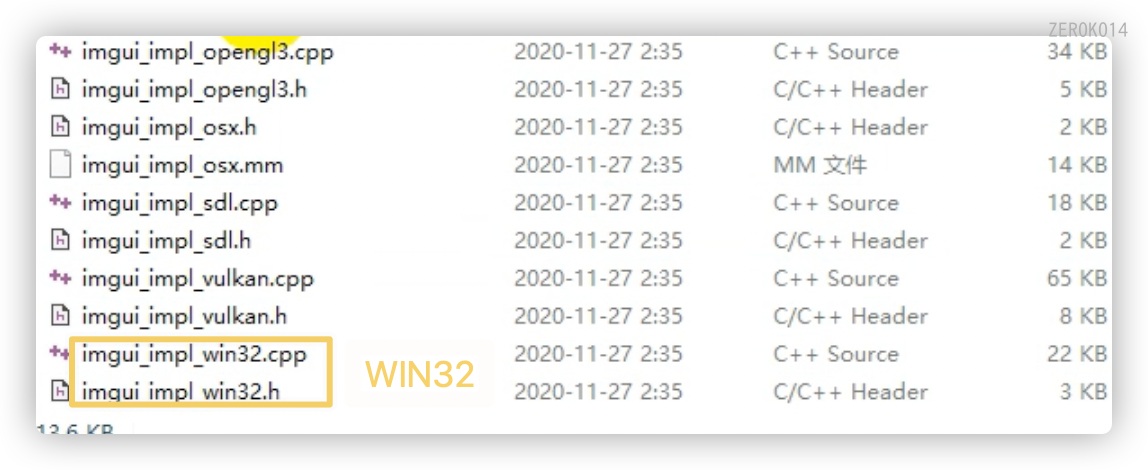 ZEROK014
imgui_impl_opengl3.cpp 2020-11-27 2:35 C++ Source 34 KB
imgui_impl_opengl3.h 2020-11-27 2:35 C/C++ Header 5 KB
imgui_impl_osx.h 2020-11-27 2:35 C/C++ Header 2 KB
imgui_impl_osx.mm 2020-11-27 2:35 MM 文件 14 KB
imgui_impl_sdl.cpp 2020-11-27 2:35 C++ Source 18 KB
imgui_impl_sdl.h 2020-11-27 2:35 C/C++ Header 2 KB
imgui_impl_vulkan.cpp 2020-11-27 2:35 C++ Source 65 KB
imgui_impl_vulkan.h 2020-11-27 2:35 C/C++ Header 8 KB
imgui_impl_win32.cpp 2020-11-27 2:35 C++ Source 22 KB
WIN32
imgui_impl_win32.h 2020-11-27 2:35 C/C++ Header 3 KB
13.6 KB